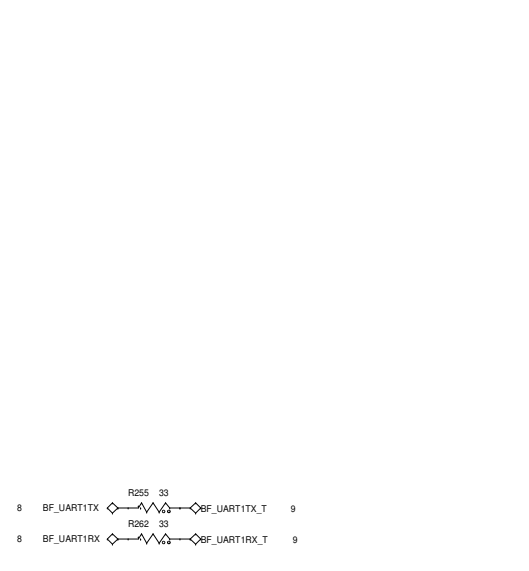 R255 33
8 BF_UART1TX BF_UART1TX_T 9
R262 33
8 BF_UART1RX BF_UART1RX_T 9